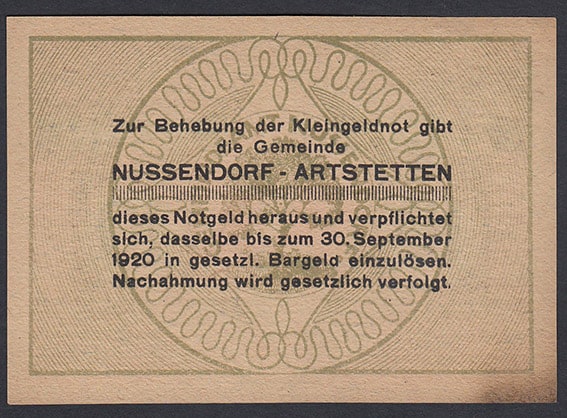 Zur Behebung der Kleingeldnot gibt
die Gemeinde
NUSSENDORF - ARTSTETTEN
dieses Notgeld heraus und verpflichtet
sich, dasselbe bis zum 30. September
1920 in gesetzl. Bargeld einzulösen.
Nachahmung wird gesetzlich verfolgt.